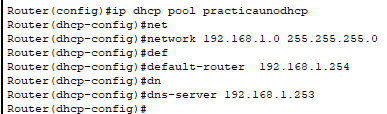 Router(config)#ip dhcp pool practicaunodhcp
Router(dhcp-config)#net
Router(dhcp-config)#network 192.168.1.0 255.255.255.0
Router(dhcp-config)#def
Router(dhcp-config)#default-router  192.168.1.254
Router(dhcp-config)#dn
Router(dhcp-config)#dns-server 192.168.1.253
Router(dhcp-config)#